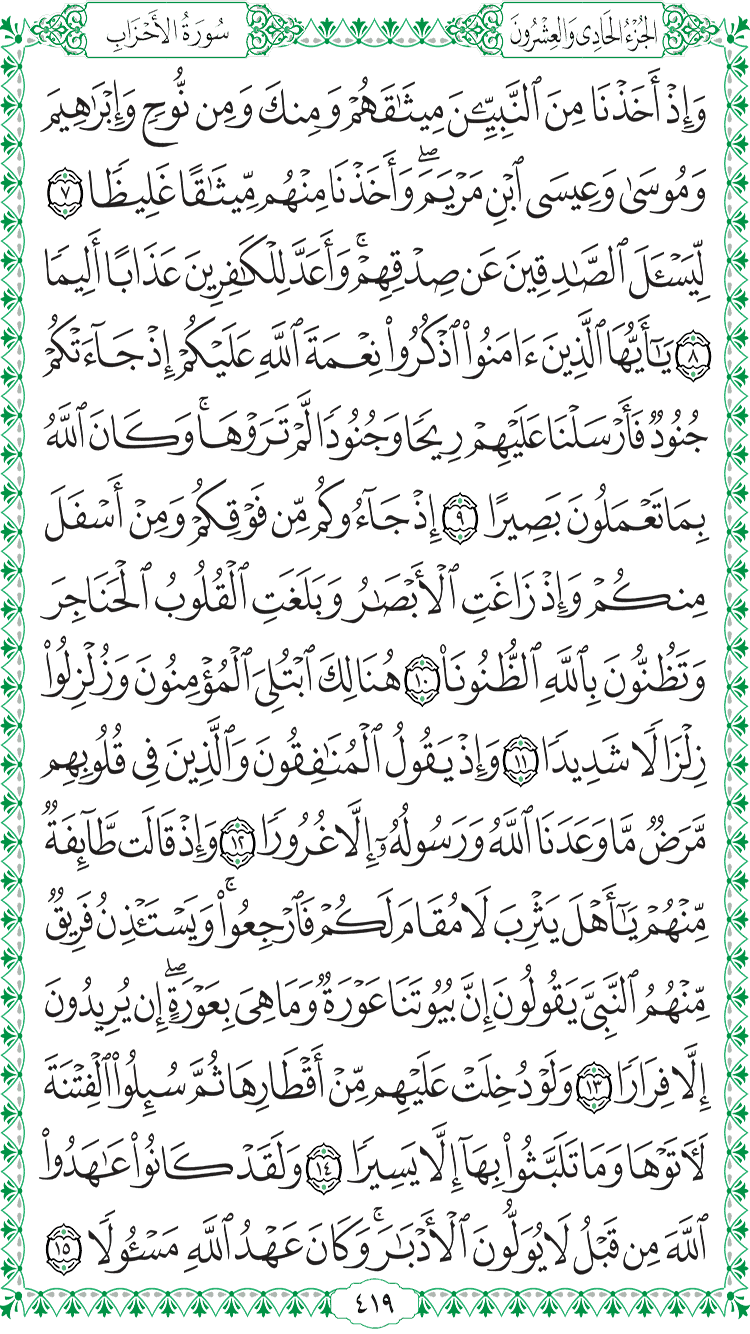 الجُزْءُ الحَادِي وَالعِشْرُونَ
سُورَةُ الأَحْزَابِ
وَإِذْ أَخَذْنَا مِنَ ٱلنَّبِيِّـۧنَ مِيثَٰقَهُمْ وَمِنكَ وَمِن نُّوحٍ وَإِبْرَٰهِيمَ
وَمُوسَىٰ وَعِيسَى ٱبْنِ مَرْيَمَۖ وَأَخَذْنَا مِنْهُم مِّيثَٰقًا غَلِيظًا ٧
لِّيَسْـَٔلَ ٱلصَّٰدِقِينَ عَن صِدْقِهِمْۚ وَأَعَدَّ لِلْكَٰفِرِينَ عَذَابًا أَلِيمًا
٨ يَٰٓأَيُّهَا ٱلَّذِينَ ءَامَنُوا۟ ٱذْكُرُوا۟ نِعْمَةَ ٱللَّهِ عَلَيْكُمْ إِذْ جَآءَتْكُمْ
جُنُودٌ فَأَرْسَلْنَا عَلَيْهِمْ رِيحًا وَجُنُودًا لَّمْ تَرَوْهَاۚ وَكَانَ ٱللَّهُ
بِمَا تَعْمَلُونَ بَصِيرًا ٩ إِذْ جَآءُوكُم مِّن فَوْقِكُمْ وَمِنْ أَسْفَلَ
مِنكُمْ وَإِذْ زَاغَتِ ٱلْأَبْصَٰرُ وَبَلَغَتِ ٱلْقُلُوبُ ٱلْحَنَاجِرَ
وَتَظُنُّونَ بِٱللَّهِ ٱلظُّنُونَا۠ ١٠ هُنَالِكَ ٱبْتُلِىَ ٱلْمُؤْمِنُونَ وَزُلْزِلُوا۟
زِلْزَالًا شَدِيدًا ١١ وَإِذْ يَقُولُ ٱلْمُنَٰفِقُونَ وَٱلَّذِينَ فِى قُلُوبِهِم
مَّرَضٌ مَّا وَعَدَنَا ٱللَّهُ وَرَسُولُهُۥٓ إِلَّا غُرُورًا ١٢ وَإِذْ قَالَت طَّآئِفَةٌ
مِّنْهُمْ يَٰٓأَهْلَ يَثْرِبَ لَا مُقَامَ لَكُمْ فَٱرْجِعُوا۟ۚ وَيَسْتَـْٔذِنُ فَرِيقٌ
مِّنْهُمُ ٱلنَّبِىَّ يَقُولُونَ إِنَّ بُيُوتَنَا عَوْرَةٌ وَمَا هِىَ بِعَوْرَةٍۖ إِن يُرِيدُونَ
إِلَّا فِرَارًا ١٣ وَلَوْ دُخِلَتْ عَلَيْهِم مِّنْ أَقْطَارِهَا ثُمَّ سُئِلُوا۟ ٱلْفِتْنَةَ
لَـَٔاتَوْهَا وَمَا تَلَبَّثُوا۟ بِهَآ إِلَّا يَسِيرًا ١٤ وَلَقَدْ كَانُوا۟ عَٰهَدُوا۟
ٱللَّهَ مِن قَبْلُ لَا يُوَلُّونَ ٱلْأَدْبَٰرَۚ وَكَانَ عَهْدُ ٱللَّهِ مَسْـُٔولًا ١٥
٤١٩